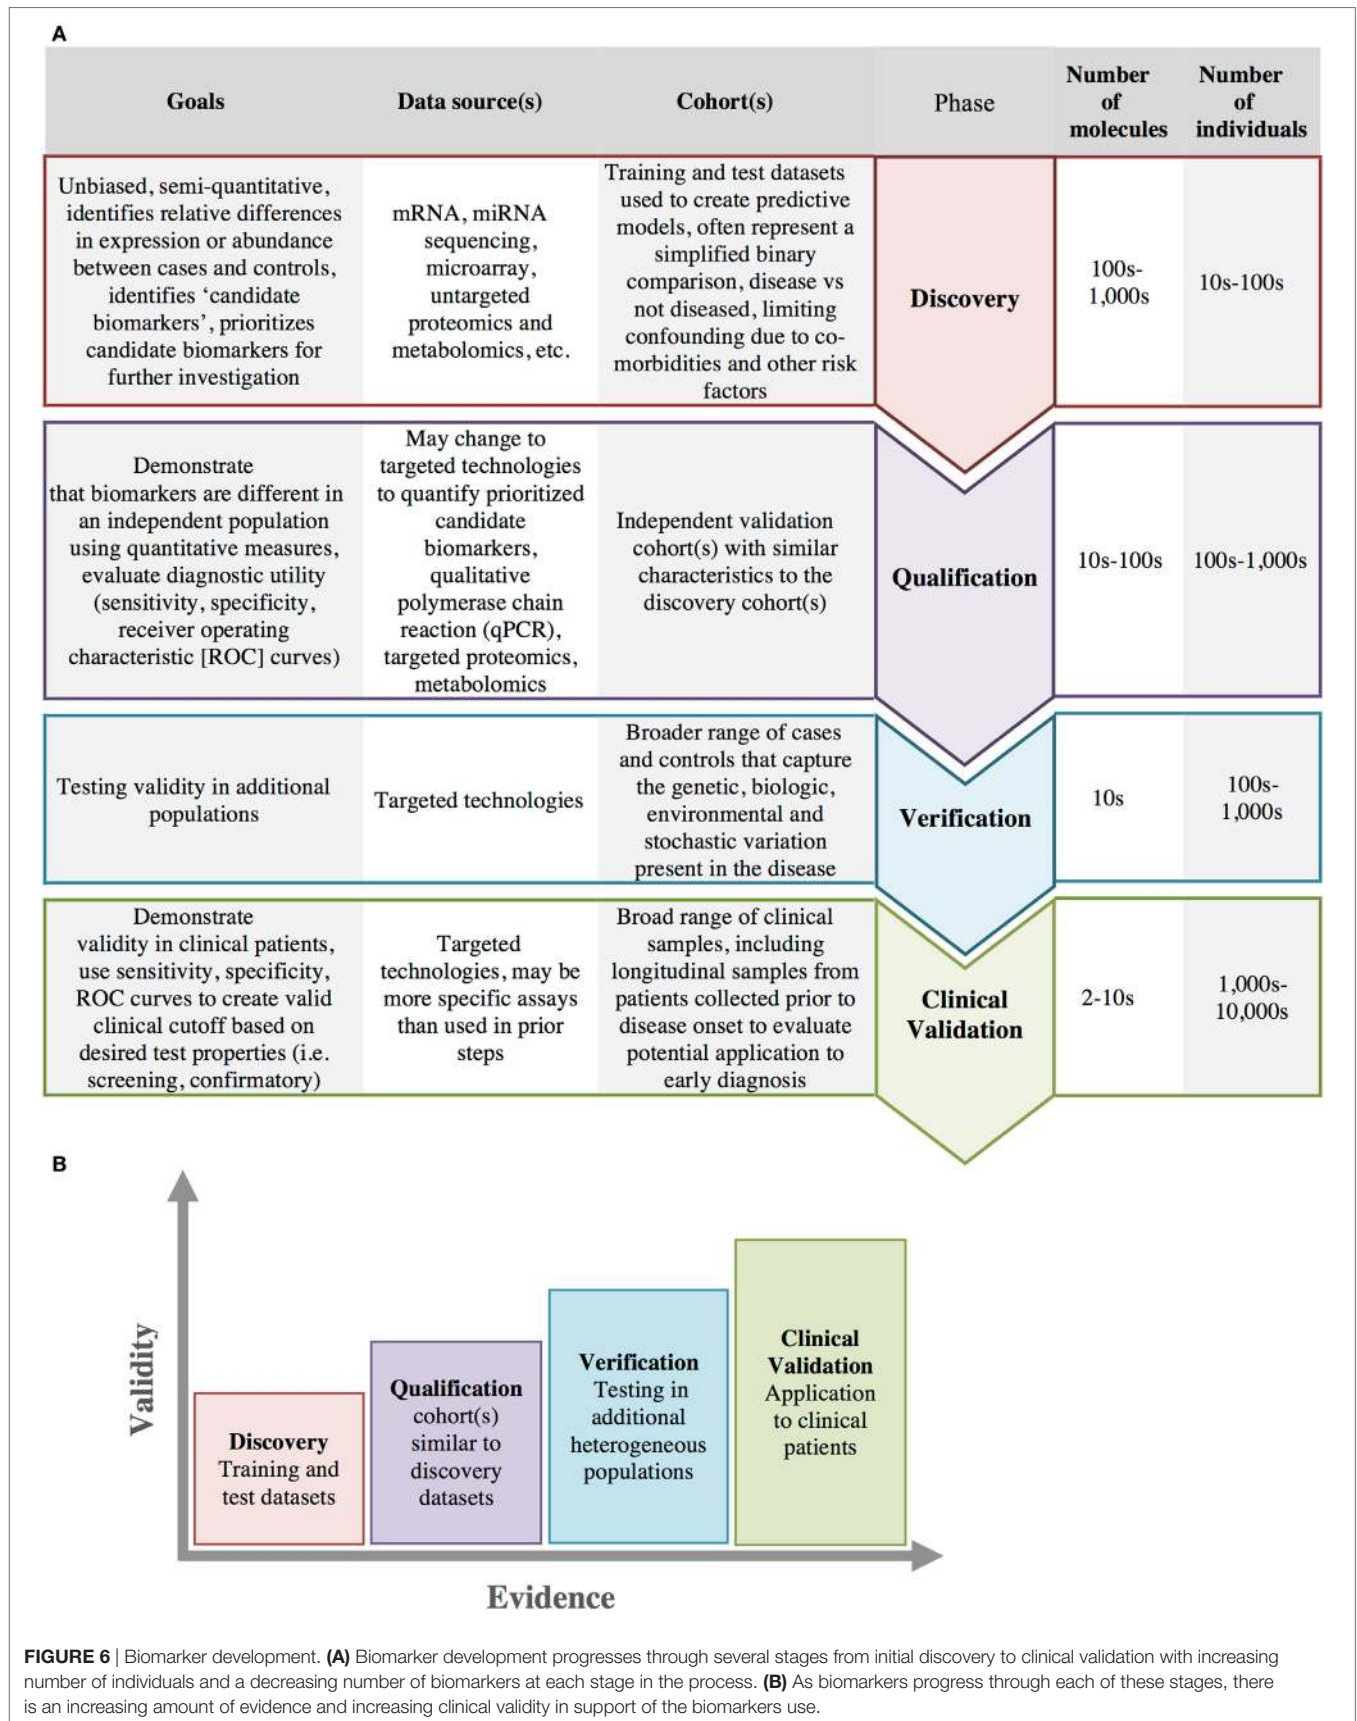 A
Goals
Data source(s)
Cohort(s)
Phase
Number
of
molecules
Number
of
individuals
Unbiased, semi-quantitative,
identifies relative differences
in expression or abundance
between cases and controls,
identifies ‘candidate
biomarkers’, prioritizes
candidate biomarkers for
further investigation
mRNA, miRNA
sequencing,
microarray,
untargeted
proteomics and
metabolomics, etc.
Training and test datasets
used to create predictive
models, often represent a
simplified binary
comparison, disease vs
not diseased, limiting
confounding due to co-
morbidities and other risk
factors
Discovery
100s-
1,000s
10s-100s
Demonstrate
that biomarkers are different in
an independent population
using quantitative measures,
evaluate diagnostic utility
(sensitivity, specificity,
receiver operating
characteristic [ROC] curves)
May change to
targeted technologies
to quantify prioritized
candidate
biomarkers,
qualitative
polymerase chain
reaction (qPCR),
targeted proteomics,
metabolomics
Independent validation
cohort(s) with similar
characteristics to the
discovery cohort(s)
Qualification
10s-100s
100s-1,000s
Testing validity in additional
populations
Targeted technologies
Broader range of cases
and controls that capture
the genetic, biologic,
environmental and
stochastic variation
present in the disease
Verification
10s
100s-
1,000s
Demonstrate
validity in clinical patients,
use sensitivity, specificity,
ROC curves to create valid
clinical cutoff based on
desired test properties (i.e.
screening, confirmatory)
Targeted
technologies, may be
more specific assays
than used in prior
steps
Broad range of clinical
samples, including
longitudinal samples from
patients collected prior to
disease onset to evaluate
potential application to
early diagnosis
Clinical
Validation
2-10s
1,000s-
10,000s
B
Validity
Discovery
Training and
test datasets
Qualification
cohort(s)
similar to
discovery
datasets
Verification
Testing in
additional
heterogeneous
populations
Clinical
Validation
Application
to clinical
patients
Evidence
FIGURE 6 | Biomarker development. (A) Biomarker development progresses through several stages from initial discovery to clinical validation with increasing
number of individuals and a decreasing number of biomarkers at each stage in the process. (B) As biomarkers progress through each of these stages, there
is an increasing amount of evidence and increasing clinical validity in support of the biomarkers use.